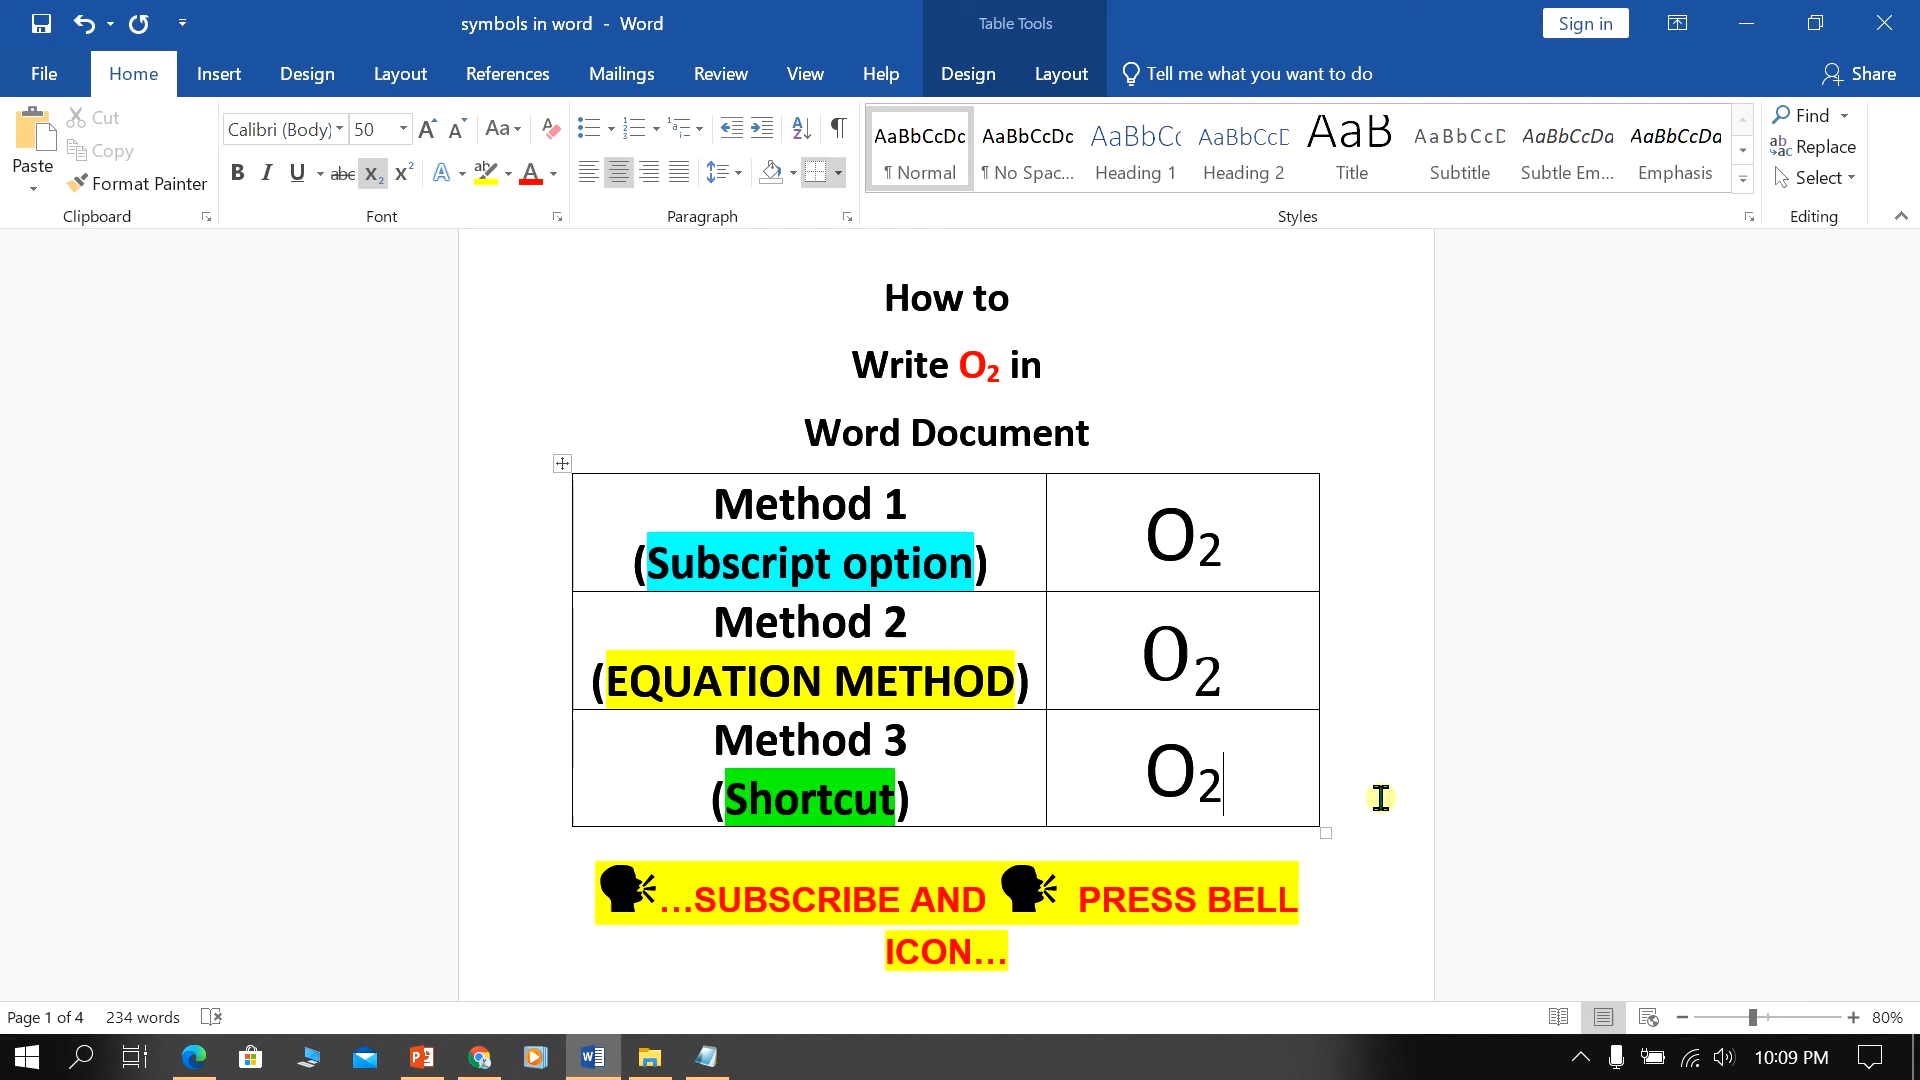 symbols in word - Word
Table Tools
Sign in
File Home Insert Design Layout References Mailings Review View Help Design Layout Tell me what you want to do Share
Paste
Cut
Copy
Format Painter
Clipboard
Calibri (Body) 50
Font
Paragraph
AaBbCcDc ¶ Normal
AaBbCcDc ¶ No Spac...
AaBbCc Heading 1
AaBbCcD Heading 2
AaB Title
AaBbCcD Subtitle
AaBbCcDa Subtle Em...
AaBbCcDa Emphasis
Styles
Find
Replace
Select
Editing
How to
Write O₂ in
Word Document
Method 1
(Subscript option)
O₂
Method 2
(EQUATION METHOD)
O₂
Method 3
(Shortcut)
O₂
...SUBSCRIBE AND PRESS BELL
ICON...
Page 1 of 4 234 words 80%
10:09 PM